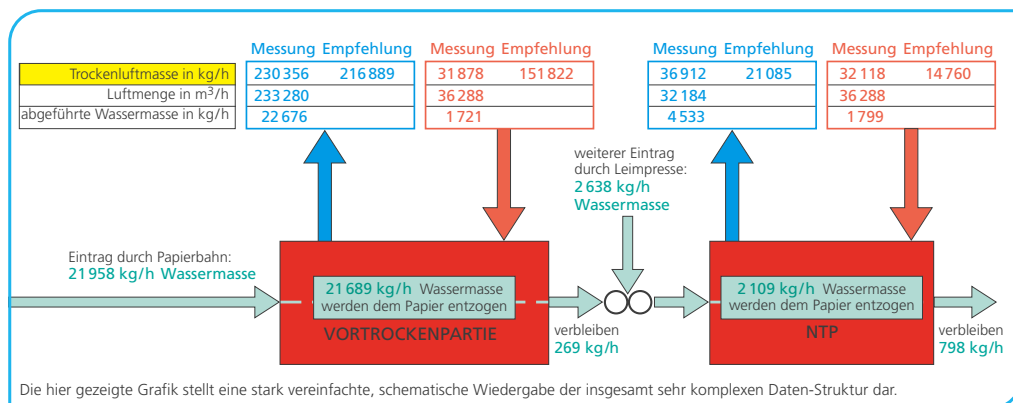 Messung Empfehlung Messung Empfehlung Messung Empfehlung Messung Empfehlung
Trockenluftmasse in kg/h 230 356 216 889 31 878 151 822 36 912 21 085 32 118 14 760
Luftmenge in m³/h 233 280 36 288 32 184 36 288
abgeführte Wassermasse in kg/h 22 676 1 721 4 533 1 799
weiterer Eintrag
durch Leimpresse:
2 638 kg/h
Wassermasse
Eintrag durch Papierbahn:
21 958 kg/h Wassermasse
21 689 kg/h Wassermasse
werden dem Papier entzogen
VORTROCKENPARTIE
verbleiben
269 kg/h
2 109 kg/h Wassermasse
werden dem Papier entzogen
NTP
verbleiben
798 kg/h
Die hier gezeigte Grafik stellt eine stark vereinfachte, schematische Wiedergabe der insgesamt sehr komplexen Daten-Struktur dar.